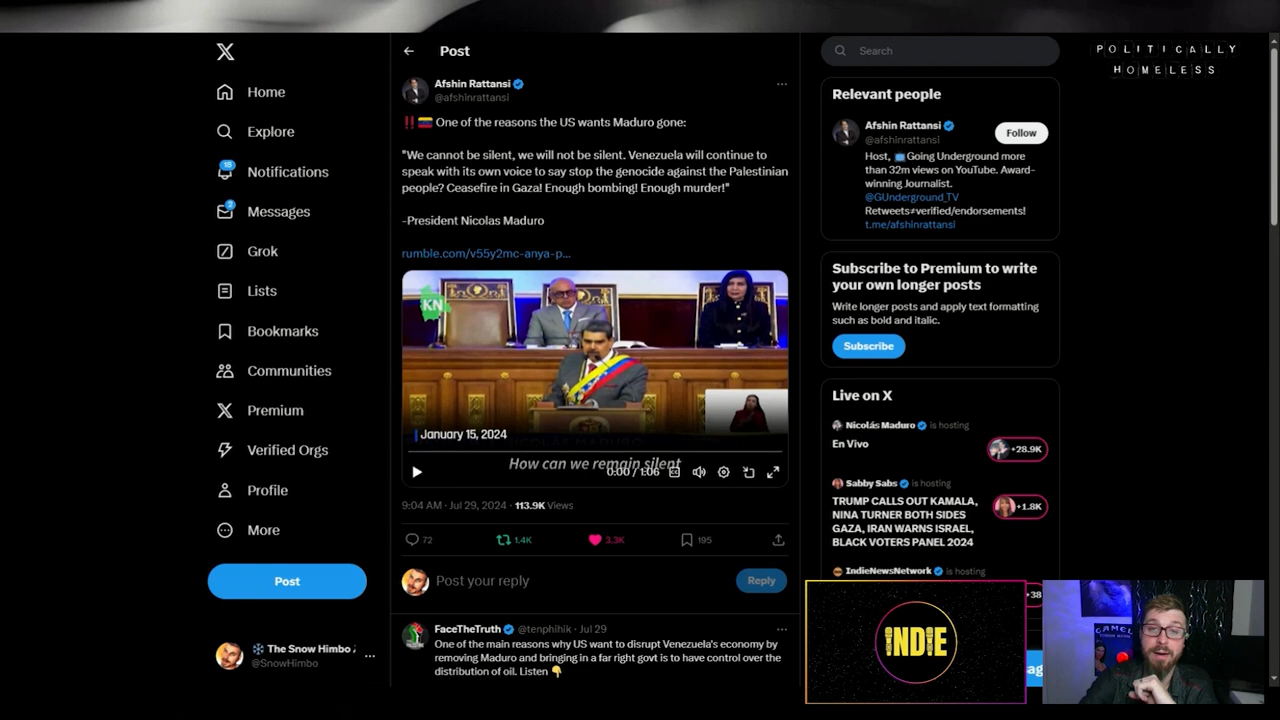 POLITICALLY
HOMELESS
Home
Explore
18
Notifications
2
Messages
Grok
Lists
Bookmarks
Communities
Premium
Verified Orgs
Profile
More
Post
The Snow Himbo
@SnowHimbo
Post
Afshin Rattansi
@afshinrattansi
‼️🇻🇪 One of the reasons the US wants Maduro gone:
"We cannot be silent, we will not be silent. Venezuela will continue to
speak with its own voice to say stop the genocide against the Palestinian
people? Ceasefire in Gaza! Enough bombing! Enough murder!"
-President Nicolas Maduro
rumble.com/v55y2mc-anya-p...
KN
January 15, 2024
How can we remain silent
0:00 / 1:06
9:04 AM · Jul 29, 2024 · 113.9K Views
72
1.4K
3.3K
195
Post your reply
Reply
FaceTheTruth @tenphihik · Jul 29
One of the main reasons why US want to disrupt Venezuela's economy by
removing Maduro and bringing in a far right govt is to have control over the
distribution of oil. Listen 👇
Search
Relevant people
Afshin Rattansi
@afshinrattansi
Follow
Host, 📺Going Underground more
than 32m views on YouTube. Award-
winning Journalist.
@GUnderground_TV
Retweets≠verified/endorsements!
t.me/afshinrattansi
Subscribe to Premium to write
your own longer posts
Write longer posts and apply text formatting
such as bold and italic.
Subscribe
Live on X
Nicolás Maduro is hosting
En Vivo
+28.9K
Sabby Sabs is hosting
TRUMP CALLS OUT KAMALA,
NINA TURNER BOTH SIDES
GAZA, IRAN WARNS ISRAEL,
BLACK VOTERS PANEL 2024
+1.8K
IndieNewsNetwork is hosting
+38
INDIE
CAMEL